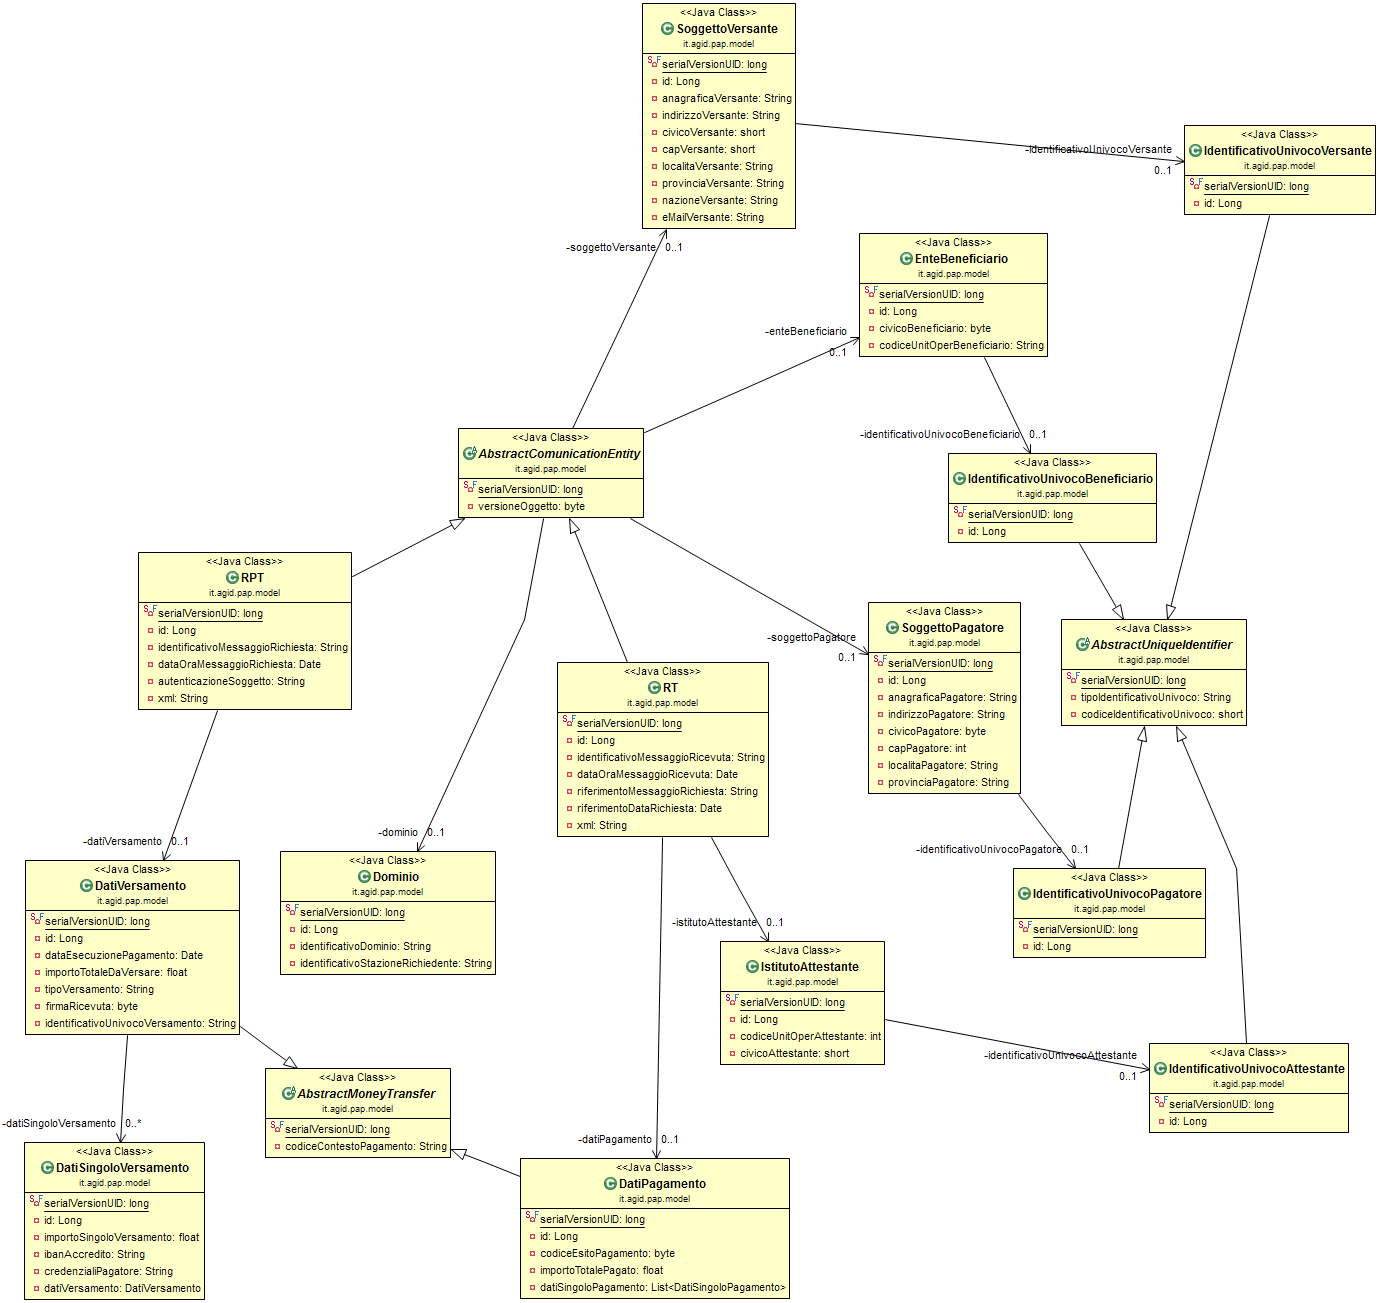 <<Java Class>>
SoggettoVersante
it.agid.pap.model
serialVersionUID: long
id: Long
anagraficaVersante: String
indirizzoVersante: String
civicoVersante: short
capVersante: short
localitaVersante: String
provinciaVersante: String
nazioneVersante: String
eMailVersante: String
-identificativoUnivocoVersante
0..1
<<Java Class>>
IdentificativoUnivocoVersante
it.agid.pap.model
serialVersionUID: long
id: Long
-soggettoVersante 0..1
<<Java Class>>
EnteBeneficiario
it.agid.pap.model
serialVersionUID: long
id: Long
civicoBeneficiario: byte
codiceUnitOperBeneficiario: String
-enteBeneficiario
0..1
-identificativoUnivocoBeneficiario 0..1
<<Java Class>>
AbstractComunicationEntity
it.agid.pap.model
serialVersionUID: long
versioneOggetto: byte
<<Java Class>>
IdentificativoUnivocoBeneficiario
it.agid.pap.model
serialVersionUID: long
id: Long
<<Java Class>>
RPT
it.agid.pap.model
serialVersionUID: long
id: Long
identificativoMessaggioRichiesta: String
dataOraMessaggioRichiesta: Date
autenticazioneSoggetto: String
xml: String
<<Java Class>>
RT
it.agid.pap.model
serialVersionUID: long
id: Long
identificativoMessaggioRicevuta: String
dataOraMessaggioRicevuta: Date
riferimentoMessaggioRichiesta: String
riferimentoDataRichiesta: Date
xml: String
-soggettoPagatore
0..1
<<Java Class>>
SoggettoPagatore
it.agid.pap.model
serialVersionUID: long
id: Long
anagraficaPagatore: String
indirizzoPagatore: String
civicoPagatore: byte
capPagatore: int
localitaPagatore: String
provinciaPagatore: String
<<Java Class>>
AbstractUniqueIdentifier
it.agid.pap.model
serialVersionUID: long
tipoIdentificativoUnivoco: String
codiceIdentificativoUnivoco: short
-datiVersamento 0..1
-dominio 0..1
-identificativoUnivocoPagatore 0..1
<<Java Class>>
DatiVersamento
it.agid.pap.model
serialVersionUID: long
id: Long
dataEsecuzionePagamento: Date
importoTotaleDaVersare: float
tipoVersamento: String
firmaRicevuta: byte
identificativoUnivocoVersamento: String
<<Java Class>>
Dominio
it.agid.pap.model
serialVersionUID: long
id: Long
identificativoDominio: String
identificativoStazioneRichiedente: String
<<Java Class>>
IdentificativoUnivocoPagatore
it.agid.pap.model
serialVersionUID: long
id: Long
-istitutoAttestante 0..1
<<Java Class>>
IstitutoAttestante
it.agid.pap.model
serialVersionUID: long
id: Long
codiceUnitOperAttestante: int
civicoAttestante: short
-identificativoUnivocoAttestante
0..1
<<Java Class>>
IdentificativoUnivocoAttestante
it.agid.pap.model
serialVersionUID: long
id: Long
<<Java Class>>
AbstractMoneyTransfer
it.agid.pap.model
serialVersionUID: long
codiceContestoPagamento: String
-datiSingoloVersamento 0..*
-datiPagamento 0..1
<<Java Class>>
DatiSingoloVersamento
it.agid.pap.model
serialVersionUID: long
id: Long
importoSingoloVersamento: float
ibanAccredito: String
credenzialiPagatore: String
datiVersamento: DatiVersamento
<<Java Class>>
DatiPagamento
it.agid.pap.model
serialVersionUID: long
id: Long
codiceEsitoPagamento: byte
importoTotalePagato: float
datiSingoloPagamento: List<DatiSingoloPagamento>